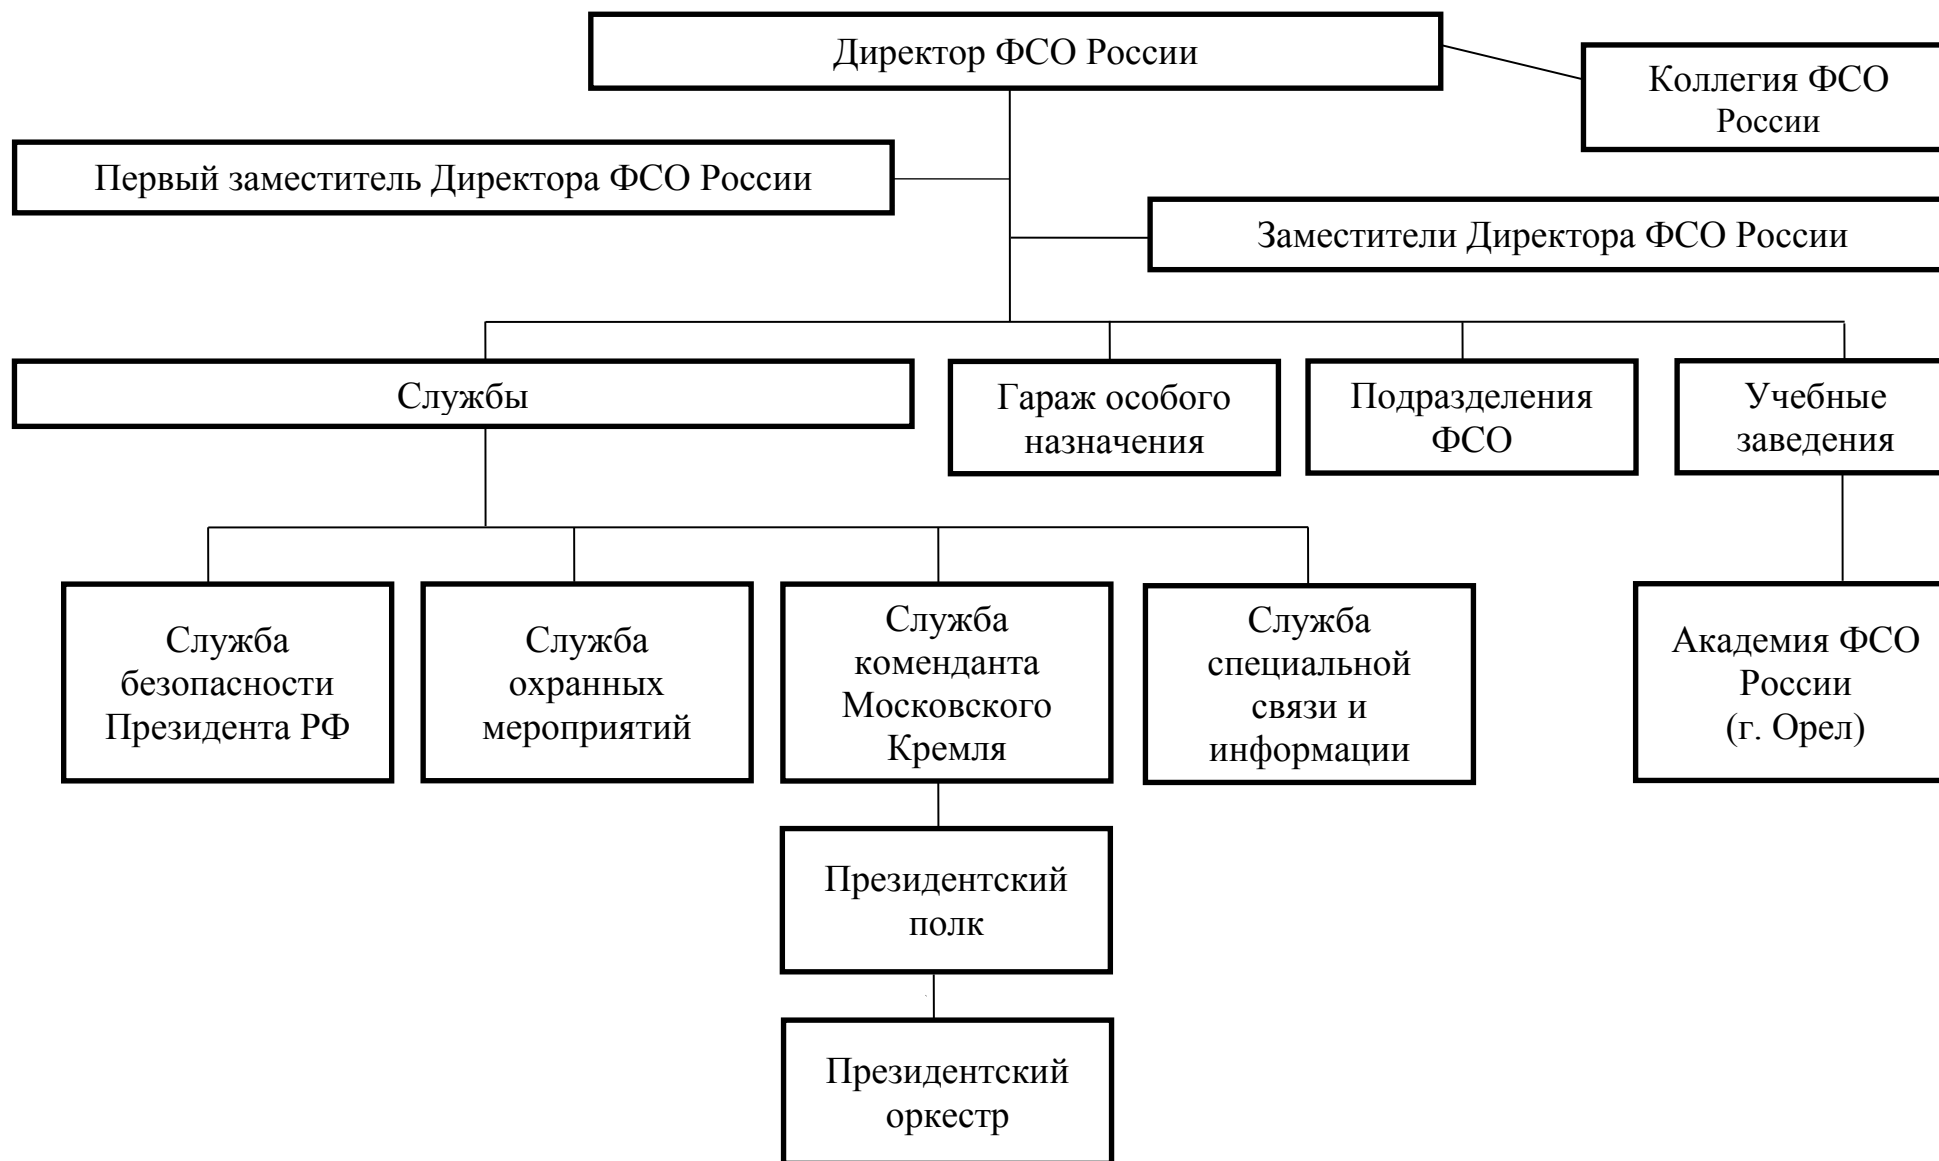 Директор ФСО России
Коллегия ФСО
России
Первый заместитель Директора ФСО России
Заместители Директора ФСО России
Службы
Гараж особого
назначения
Подразделения
ФСО
Учебные
заведения
Служба
безопасности
Президента РФ
Служба
охранных
мероприятий
Служба
коменданта
Московского
Кремля
Служба
специальной
связи и
информации
Академия ФСО
России
(г. Орел)
Президентский
полк
Президентский
оркестр